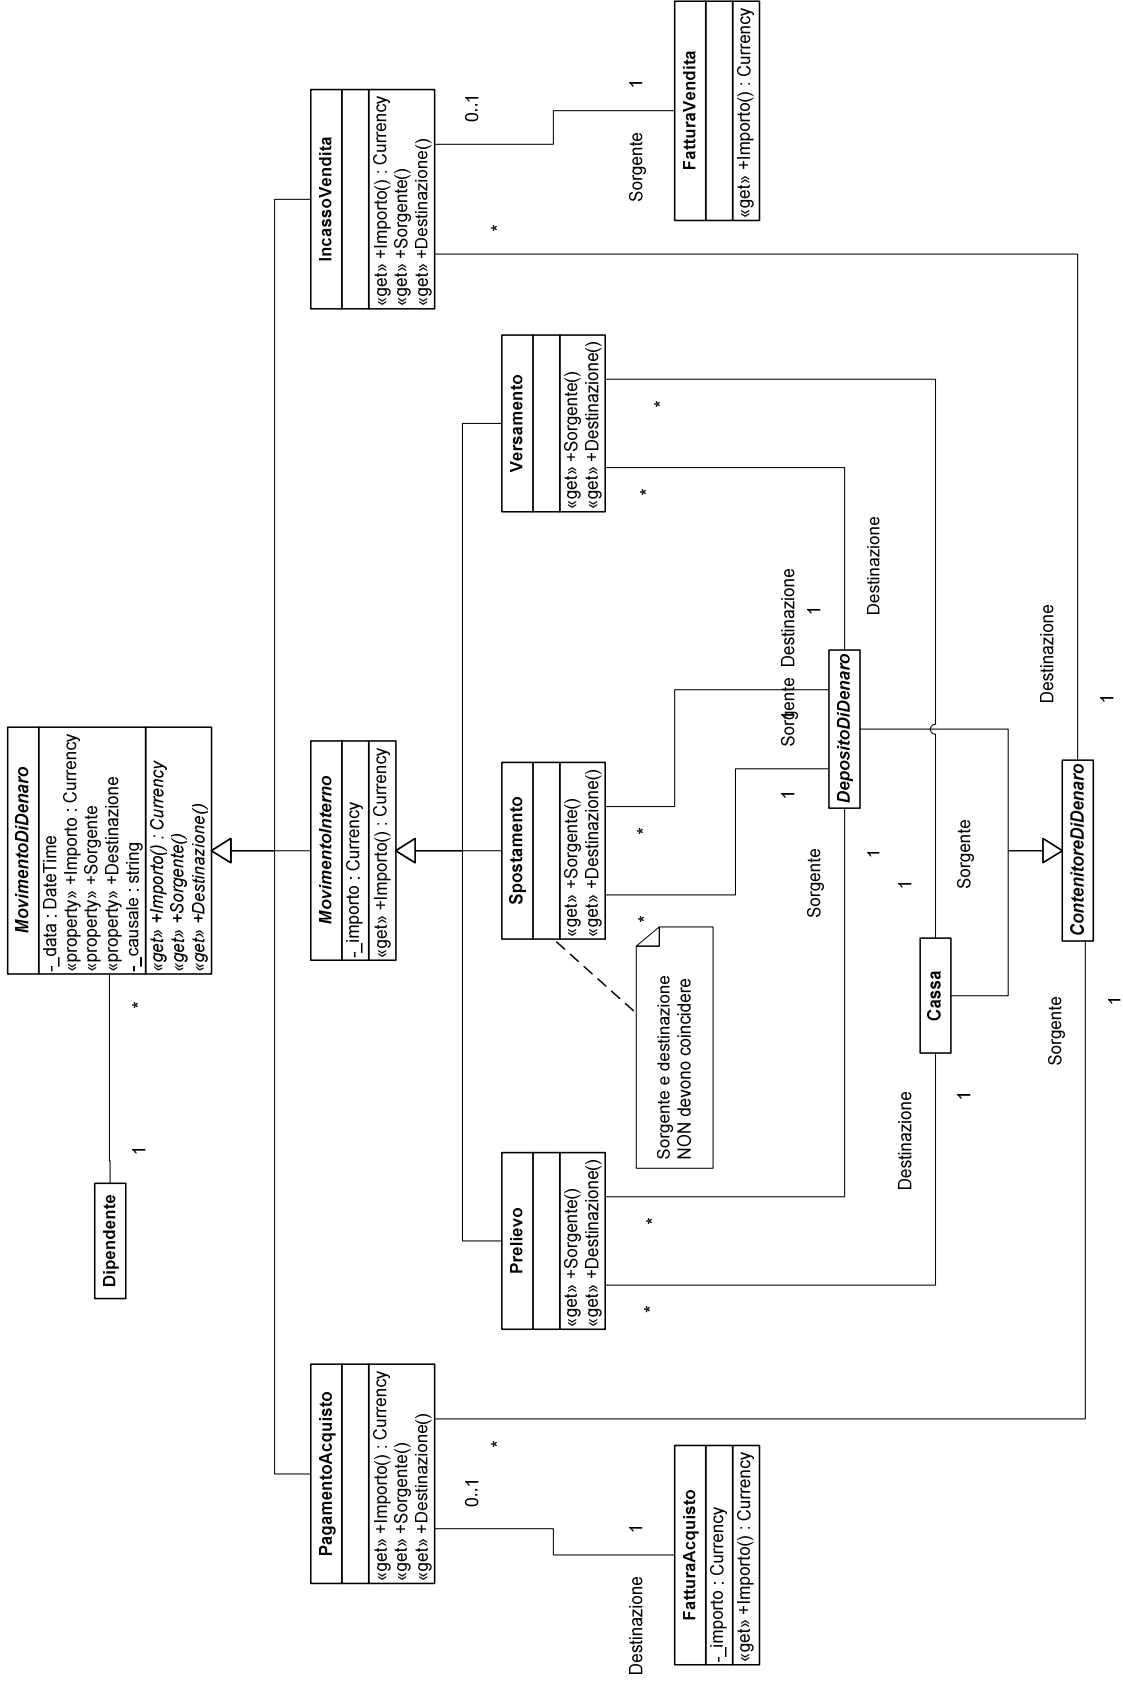 MovimentoDiDenaro
-_data : DateTime
«property» +Importo : Currency
«property» +Sorgente
«property» +Destinazione
-_causale : string
«get» +Importo() : Currency
«get» +Sorgente()
«get» +Destinazione()
Dipendente
1
*
PagamentoAcquisto
«get» +Importo() : Currency
«get» +Sorgente()
«get» +Destinazione()
MovimentoInterno
-_importo : Currency
«get» +Importo() : Currency
IncassoVendita
«get» +Importo() : Currency
«get» +Sorgente()
«get» +Destinazione()
0..1
*
*
0..1
Prelievo
«get» +Sorgente()
«get» +Destinazione()
Spostamento
«get» +Sorgente()
«get» +Destinazione()
Versamento
«get» +Sorgente()
«get» +Destinazione()
Destinazione
1
*
*
Sorgente e destinazione
NON devono coincidere
*
*
*
*
Sorgente
1
FatturaAcquisto
-_importo : Currency
«get» +Importo() : Currency
FatturaVendita
«get» +Importo() : Currency
Sorgente
1
Sorgente
1
Destinazione
1
DepositoDiDenaro
1
Destinazione
Destinazione
1
1
Cassa
Sorgente
Sorgente
1
Destinazione
1
ContenitoreDiDenaro